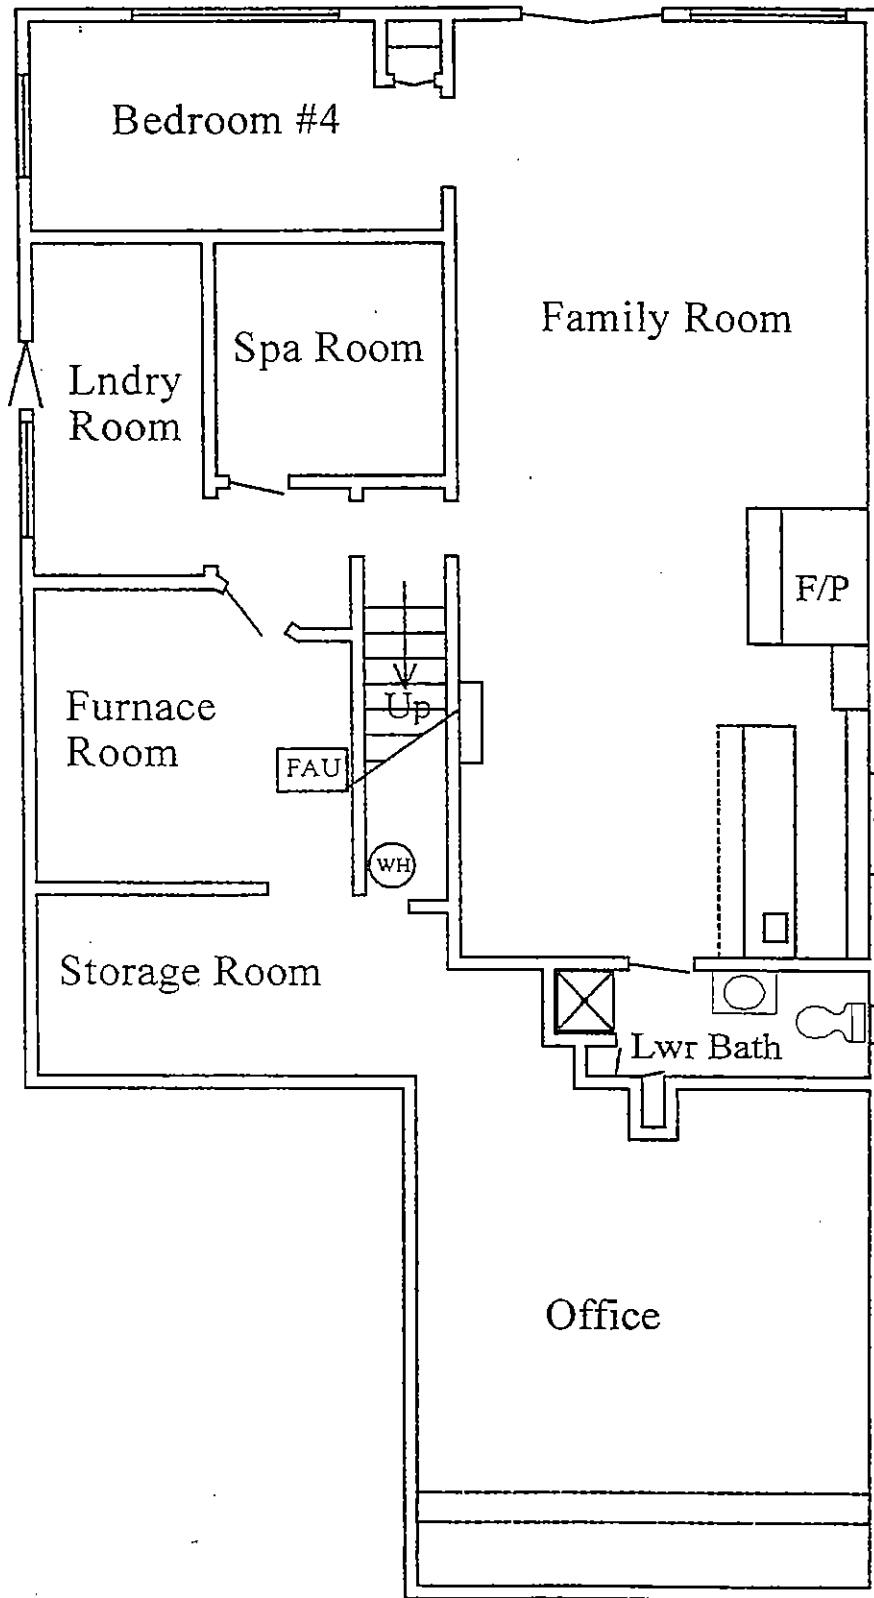 Bedroom #4
Family Room
Spa Room
Lndry
Room
F/P
Furnace
Room
Up
FAU
WH
Storage Room
Lwr Bath
Office